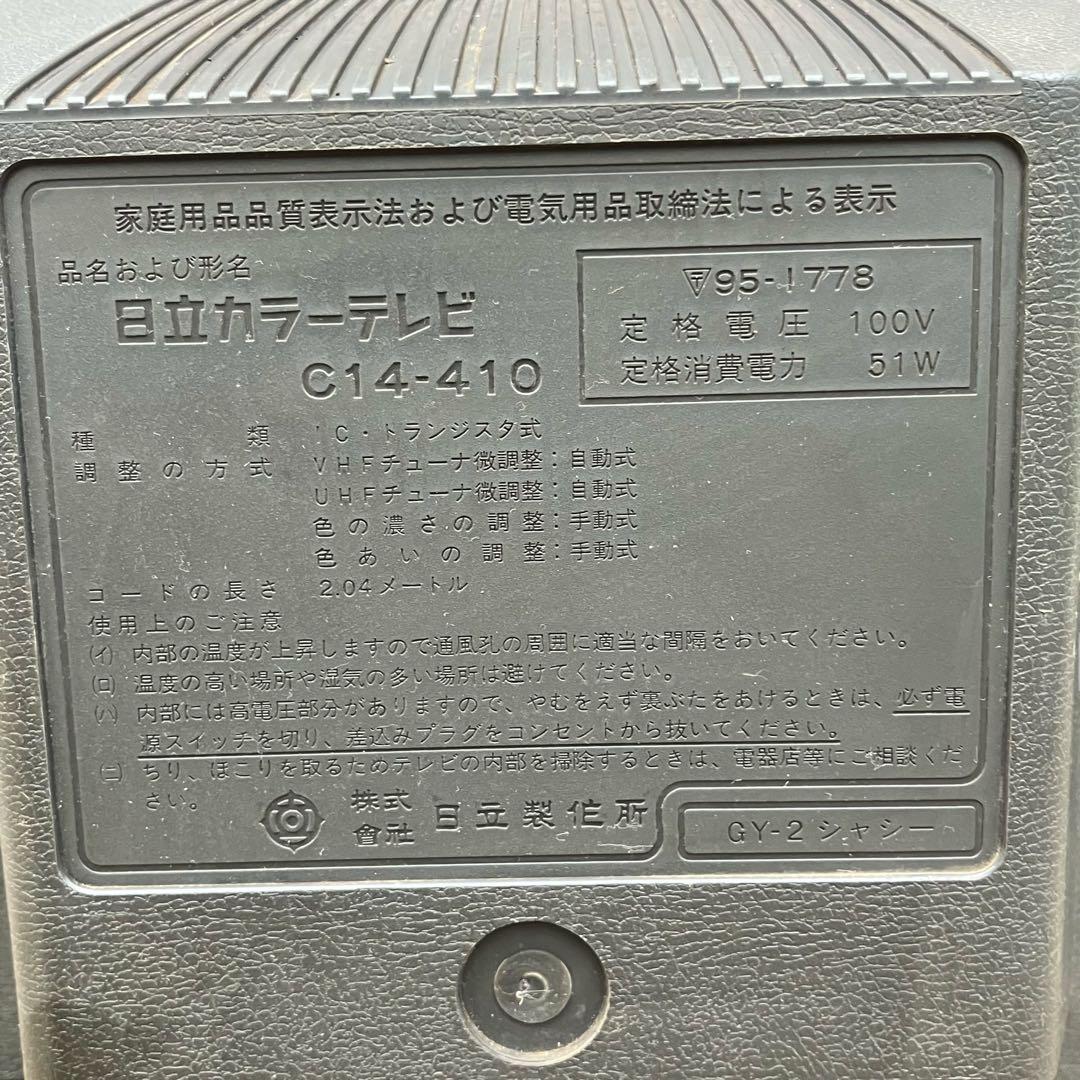 家庭用品品質表示法および電気用品取締法による表示
品名および形名
日立カラーテレビ
C14-410
〒95-1778
定格電圧 100V
定格消費電力 51W
種類 IC・トランジスタ式
調整の方式 VHFチューナ微調整:自動式
UHFチューナ微調整:自動式
色の濃さの調整:手動式
色あいの調整:手動式
コードの長さ 2.04メートル
使用上のご注意
(イ) 内部の温度が上昇しますので通風孔の周囲に適当な間隔をおいてください。
(ロ) 温度の高い場所や湿気の多い場所は避けてください。
(ハ) 内部には高電圧部分がありますので、やむをえず裏ぶたをあけるときは、必ず電
源スイッチを切り、差込みプラグをコンセントから抜いてください。
(ニ) ちり、ほこりを取るためテレビの内部を掃除するときは、電器店等にご相談くだ
さい。
株式會社 日立製作所
GY-2シャシー